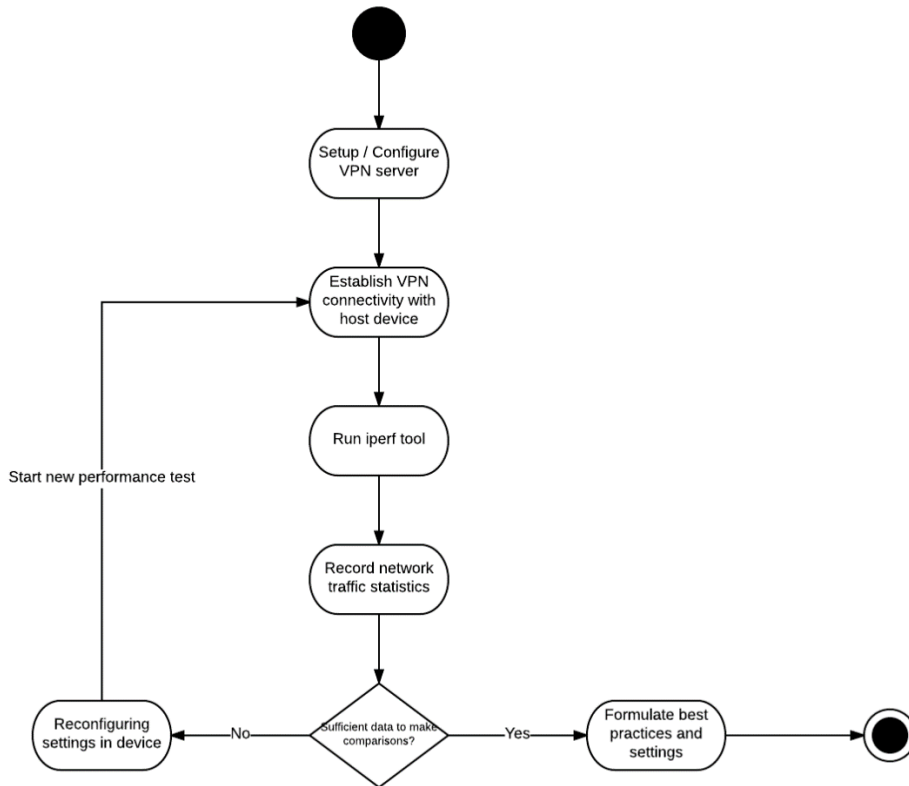 Setup / Configure
VPN server
Establish VPN
connectivity with
host device
Run iperf tool
Start new performance test
Record network
traffic statistics
Reconfiguring
settings in device
No
Sufficient data to make
comparisons?
Yes
Formulate best
practices and
settings